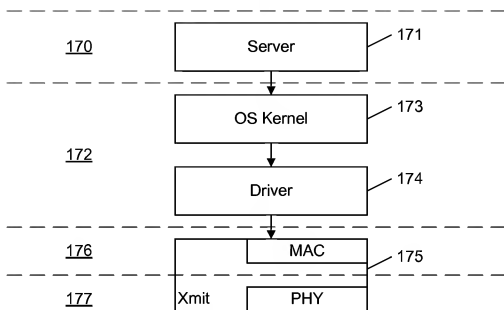 170
Server
171
OS Kernel
173
172
Driver
174
176
MAC
175
177
Xmit
PHY